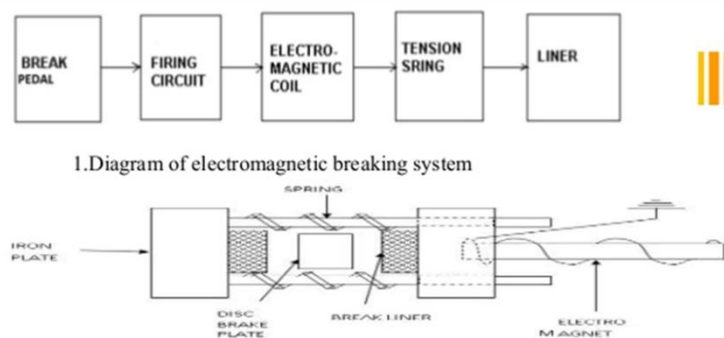 BREAK
PEDAL
FIRING
CIRCUIT
ELECTRO-
MAGNETIC
COIL
TENSION
SRING
LINER
1.Diagram of electromagnetic breaking system
SPRING
IRON
PLATE
DISC
BRAKE
PLATE
BREAK LINER
ELECTRO
MAGNET